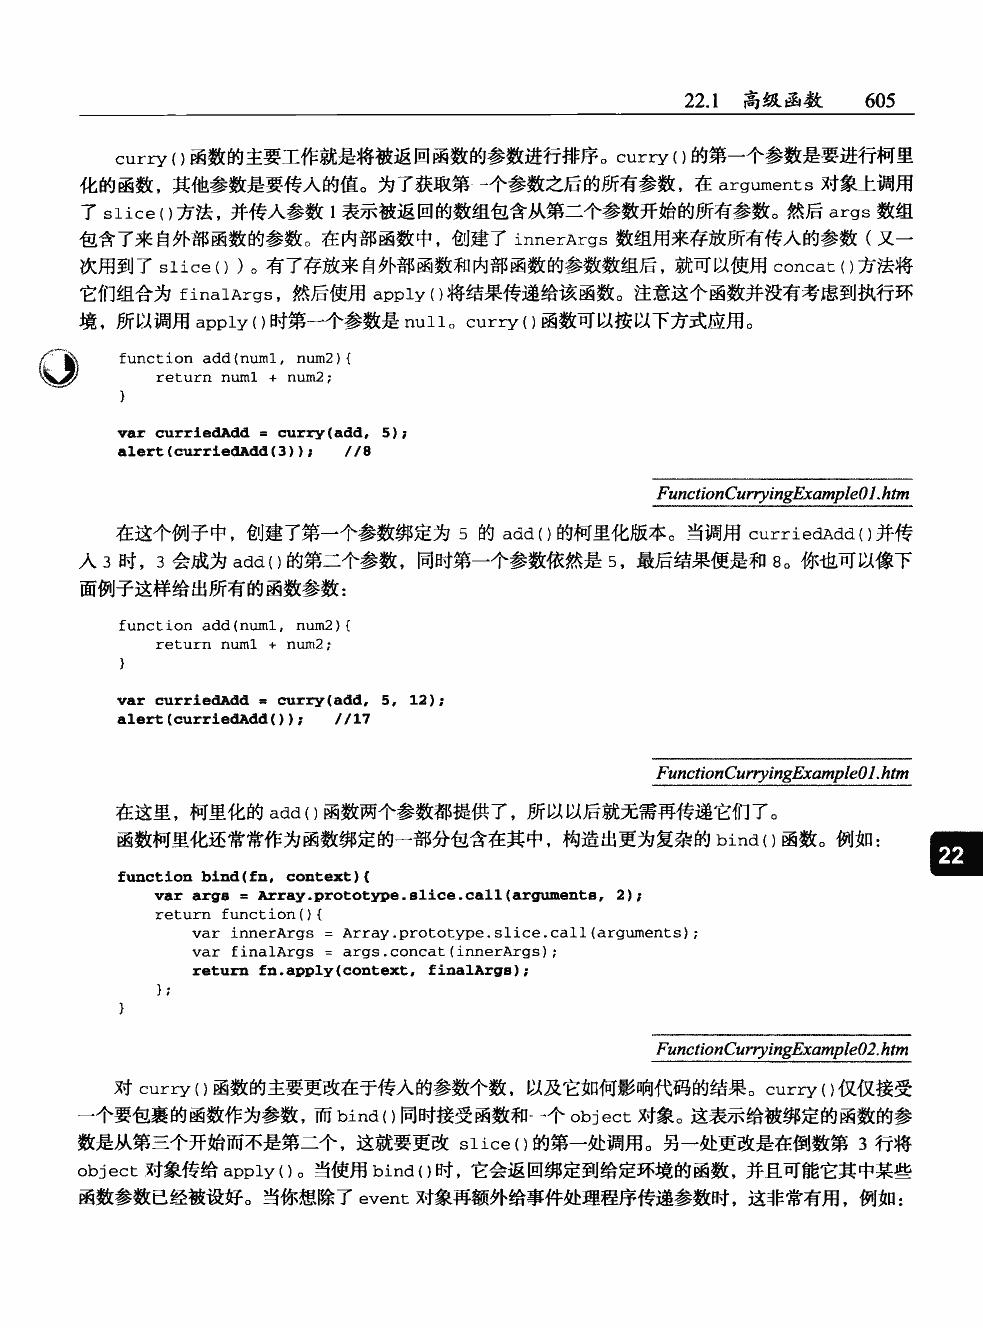 22.1 高级函数 605
curry()函数的主要工作就是将被返回函数的参数进行排序。curry()的第一个参数是要进行柯里
化的函数，其他参数是要传入的值。为了获取第一个参数之后的所有参数，在 arguments 对象上调用
了 slice()方法，并传入参数 1 表示被返回的数组包含从第二个参数开始的所有参数。然后 args 数组
包含了来自外部函数的参数。在内部函数中，创建了 innerArgs 数组用来存放所有传入的参数（又一
次用到了 slice()）。有了存放来自外部函数和内部函数的参数数组后，就可以使用 concat()方法将
它们组合为 finalArgs，然后使用 apply()将结果传递给该函数。注意这个函数并没有考虑到执行环
境，所以调用 apply()时第一个参数是 null。curry()函数可以按以下方式应用。
function add(num1, num2){
    return num1 + num2;
}
var curriedAdd = curry(add, 5);
alert(curriedAdd(3));   //8
FunctionCurryingExample01.htm
在这个例子中，创建了第一个参数绑定为 5 的 add()的柯里化版本。当调用 curriedAdd()并传
入 3 时，3 会成为 add()的第二个参数，同时第一个参数依然是 5，最后结果便是和 8。你也可以像下
面例子这样给出所有的函数参数：
function add(num1, num2){
    return num1 + num2;
}
var curriedAdd = curry(add, 5, 12);
alert(curriedAdd());   //17
FunctionCurryingExample01.htm
在这里，柯里化的 add()函数两个参数都提供了，所以以后就无需再传递它们了。
函数柯里化还常常作为函数绑定的一部分包含在其中，构造出更为复杂的 bind()函数。例如：
22
function bind(fn, context){
    var args = Array.prototype.slice.call(arguments, 2);
    return function(){
        var innerArgs = Array.prototype.slice.call(arguments);
        var finalArgs = args.concat(innerArgs);
        return fn.apply(context, finalArgs);
    };
}
FunctionCurryingExample02.htm
对 curry()函数的主要更改在于传入的参数个数，以及它如何影响代码的结果。curry()仅仅接受
一个要包裹的函数作为参数，而 bind()同时接受函数和一个 object 对象。这表示给被绑定的函数的参
数是从第三个开始而不是第二个，这就要更改 slice()的第一处调用。另一处更改是在倒数第 3 行将
object 对象传给 apply()。当使用 bind()时，它会返回绑定到给定环境的函数，并且可能它其中某些
函数参数已经被设好。当你想除了 event 对象再额外给事件处理程序传递参数时，这非常有用，例如：